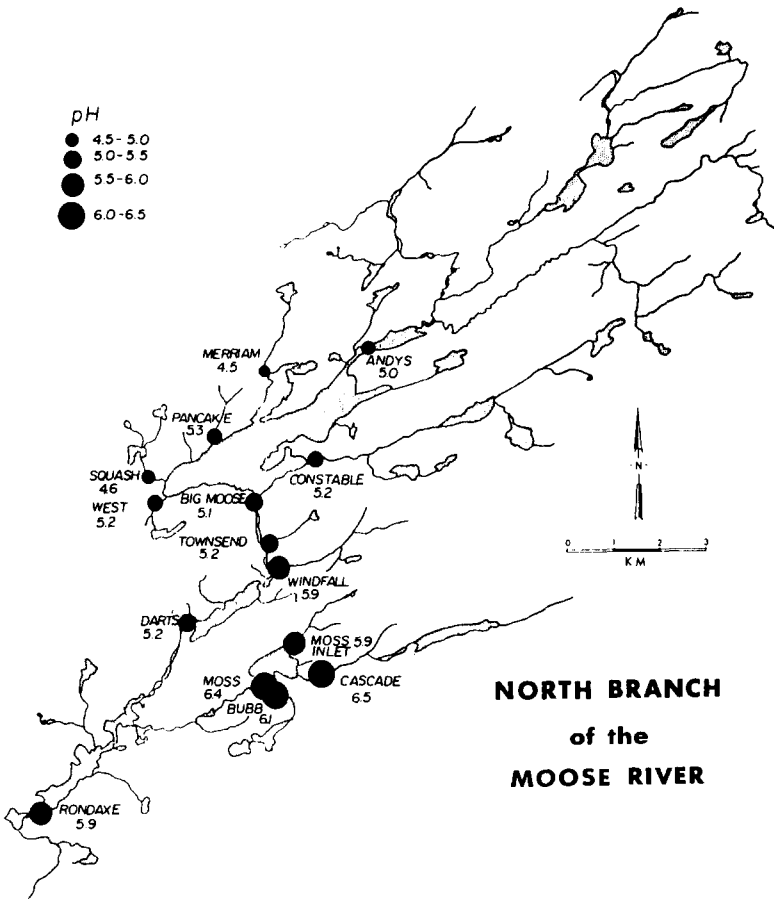 pH
4.5-5.0
5.0-5.5
5.5-6.0
6.0-6.5
MERRIAM
4.5
ANDYS
5.0
PANCAKE
5.3
SQUASH
4.6
WEST
5.2
BIG MOOSE
5.1
CONSTABLE
5.2
TOWNSEND
5.2
WINDFALL
5.9
DARTS
5.2
MOSS 5.9
INLET
MOSS
6.4
BUBB
6.1
CASCADE
6.5
RONDAXE
5.9
N
0 1 2 3
KM
NORTH BRANCH
of the
MOOSE RIVER